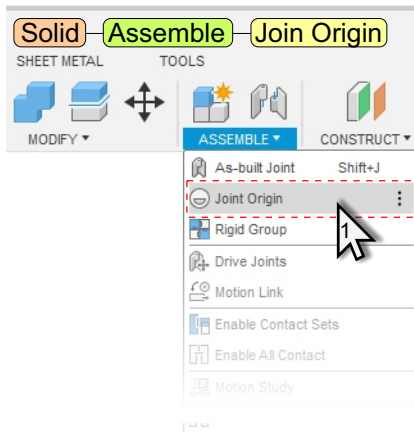 Solid Assemble Join Origin
SHEET METAL TOOLS
MODIFY ▾ ASSEMBLE ▾ CONSTRUCT ▾
As-built Joint Shift+J
Joint Origin
1
Rigid Group
Drive Joints
Motion Link
Enable Contact Sets
Enable All Contact
Motion Study